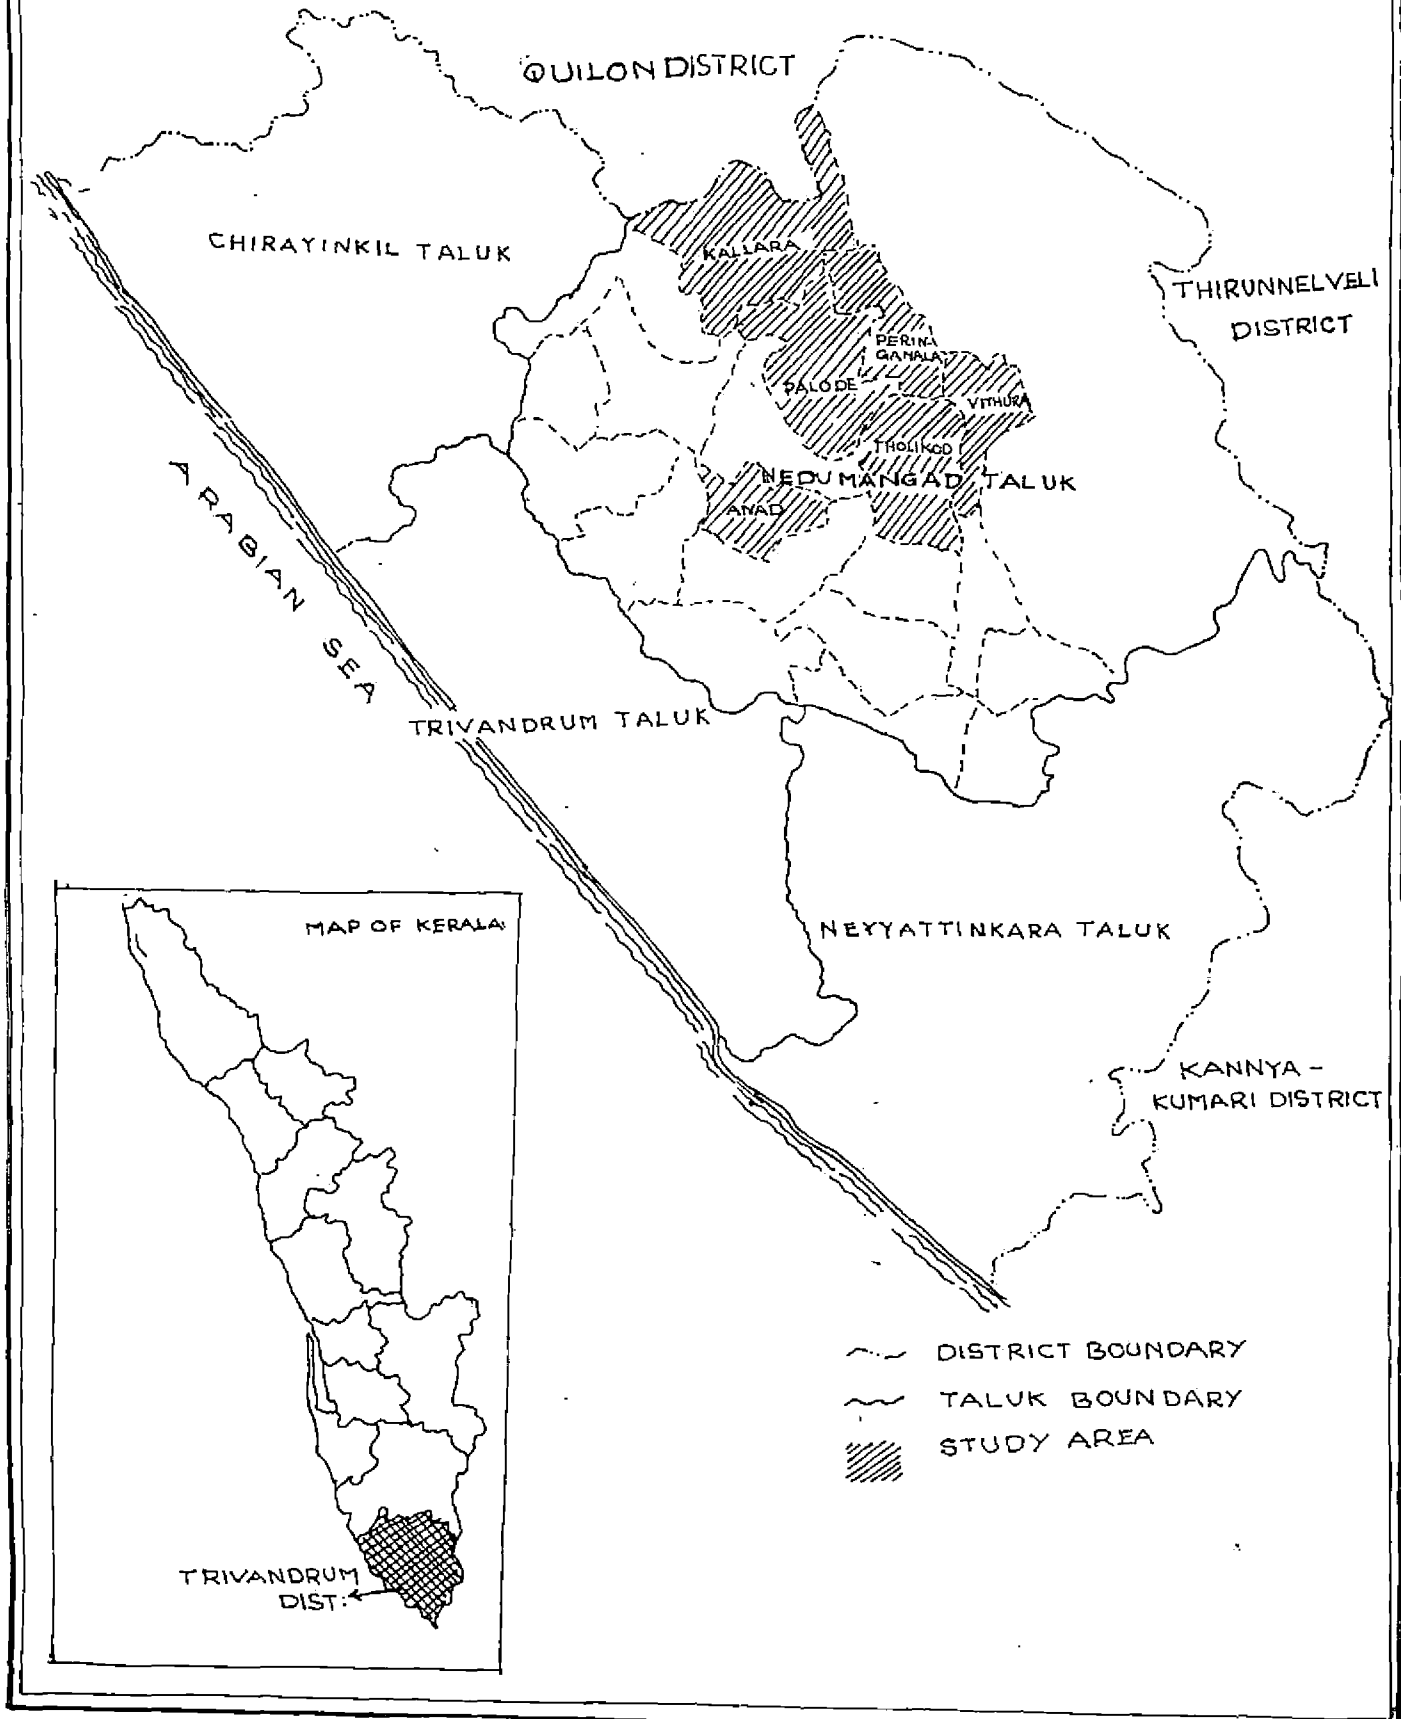 QUILON DISTRICT
CHIRAYINKIL TALUK
KALLARA
THIRUNNELVELI
DISTRICT
PERIN-
GAMALA
PALODE
VITHURA
THOLIKOD
NEDUMANGAD TALUK
ANAD
ARABIAN SEA
TRIVANDRUM TALUK
NEYYATTINKARA TALUK
MAP OF KERALA:
KANNYA-
KUMARI DISTRICT
DISTRICT BOUNDARY
TALUK BOUNDARY
STUDY AREA
TRIVANDRUM
DIST: